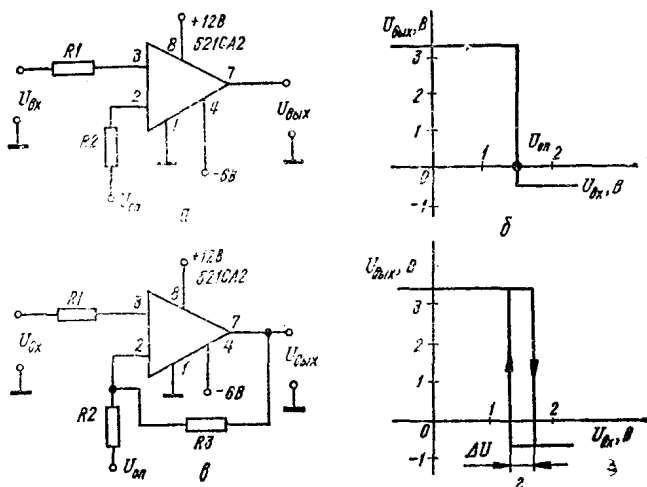 +12В
521СА2
8
R1
3
7
2
4
1
Uвх
Uвых
R2
-6В
Uоп
а
Uвых, В
3
2
1
0
-1
1
2
Uоп
Uвх, В
б
+12В
521СА2
8
R1
3
7
2
4
1
Uвх
Uвых
-6В
R2
R3
Uоп
в
Uвых, В
3
2
1
0
-1
1
2
Uвх, В
ΔU
г